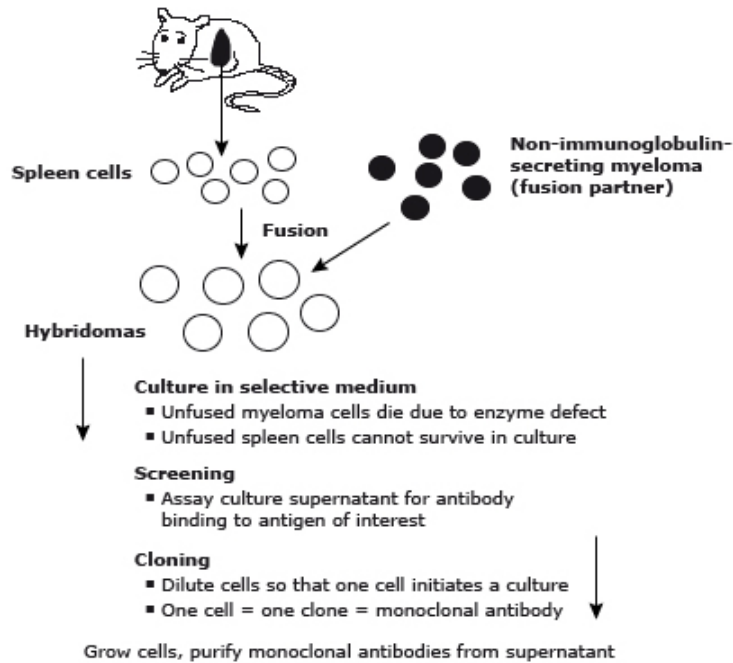 Spleen cells
Non-immunoglobulin-
secreting myeloma
(fusion partner)
Fusion
Hybridomas
Culture in selective medium
▪ Unfused myeloma cells die due to enzyme defect
▪ Unfused spleen cells cannot survive in culture
Screening
▪ Assay culture supernatant for antibody
binding to antigen of interest
Cloning
▪ Dilute cells so that one cell initiates a culture
▪ One cell = one clone = monoclonal antibody
Grow cells, purify monoclonal antibodies from supernatant